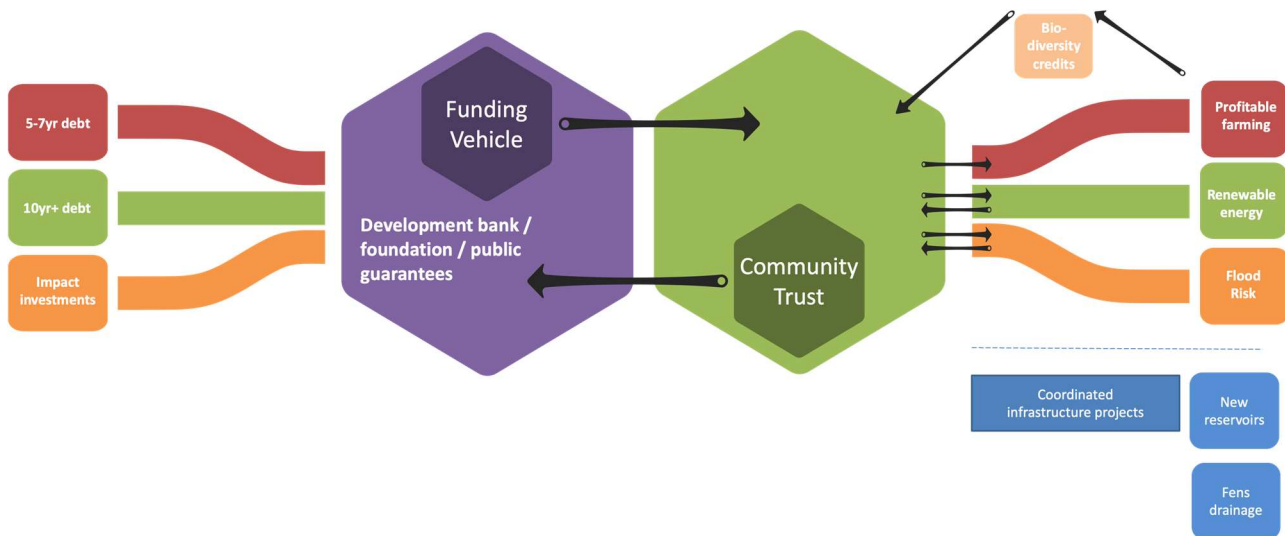 5-7yr debt
10yr+ debt
Impact
investments
Funding
Vehicle
Development bank /
foundation / public
guarantees
Community
Trust
Bio-
diversity
credits
Profitable
farming
Renewable
energy
Flood
Risk
Coordinated
infrastructure projects
New
reservoirs
Fens
drainage